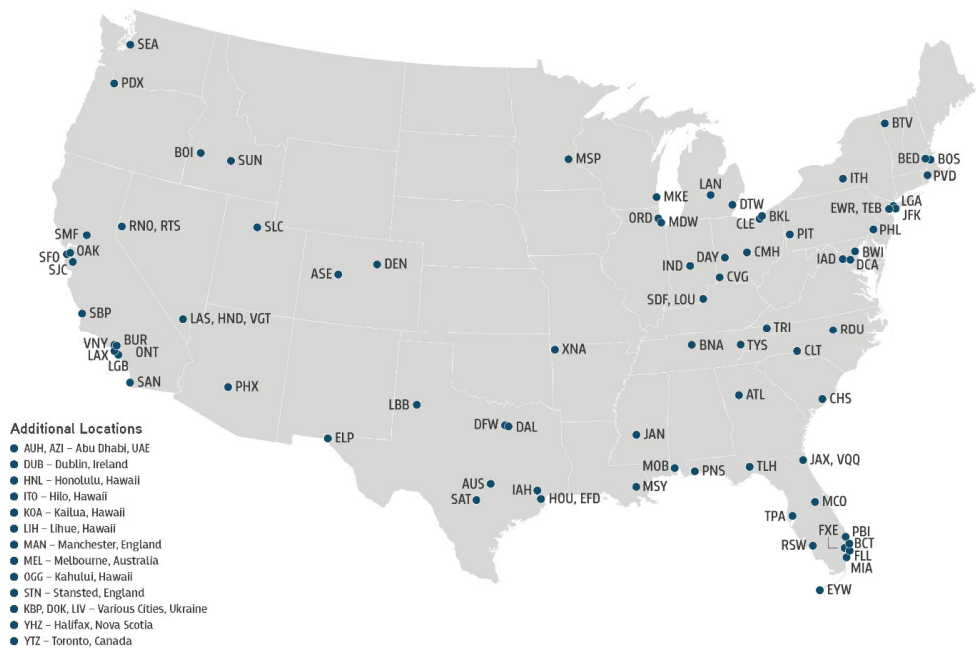 SEA
PDX
BTV
BOI
SUN
MSP
BED
BOS
PVD
ITH
LAN
MKE
DTW
LGA
EWR, TEB
JFK
ORD
MDW
BKL
CLE
RNO, RTS
SLC
SMF
PIT
PHL
OAK
SFO
SJC
DEN
ASE
IND
DAY
CMH
CVG
BWI
IAD
DCA
SDF, LOU
SBP
LAS, HND, VGT
TRI
RDU
VNY
BUR
LAX
ONT
LGB
XNA
BNA
TYS
CLT
SAN
PHX
ATL
CHS
LBB
DFW
DAL
JAN
ELP
MOB
PNS
TLH
JAX, VQQ
AUS
SAT
IAH
HOU, EFD
MSY
MCO
TPA
FXE
PBI
BCT
RSW
FLL
MIA
EYW
Additional Locations
AUH, AZI – Abu Dhabi, UAE
DUB – Dublin, Ireland
HNL – Honolulu, Hawaii
ITO – Hilo, Hawaii
KOA – Kailua, Hawaii
LIH – Lihue, Hawaii
MAN – Manchester, England
MEL – Melbourne, Australia
OGG – Kahului, Hawaii
STN – Stansted, England
KBP, DOK, LIV – Various Cities, Ukraine
YHZ – Halifax, Nova Scotia
YTZ – Toronto, Canada